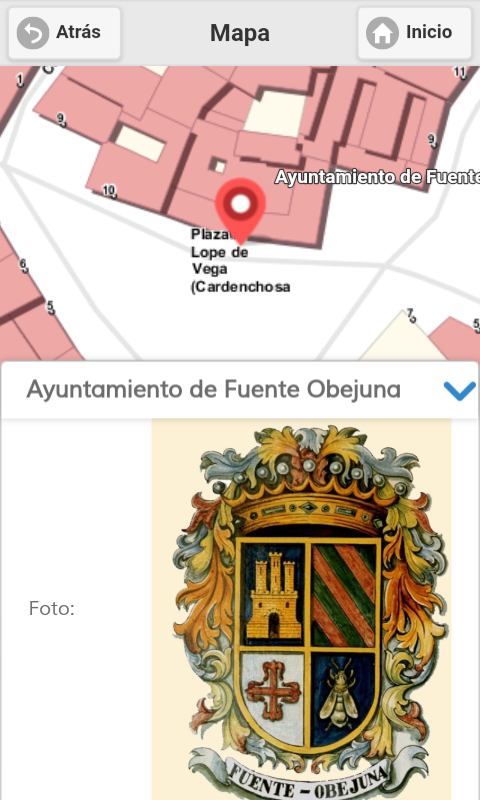 Atrás
Mapa
Inicio
1
11
9
9
10
Ayuntamiento de Fuente
Plaza
Lope de
Vega
(Cardenchosa
6
5
7
5
Ayuntamiento de Fuente Obejuna
Foto:
FUENTE - OBEJUNA